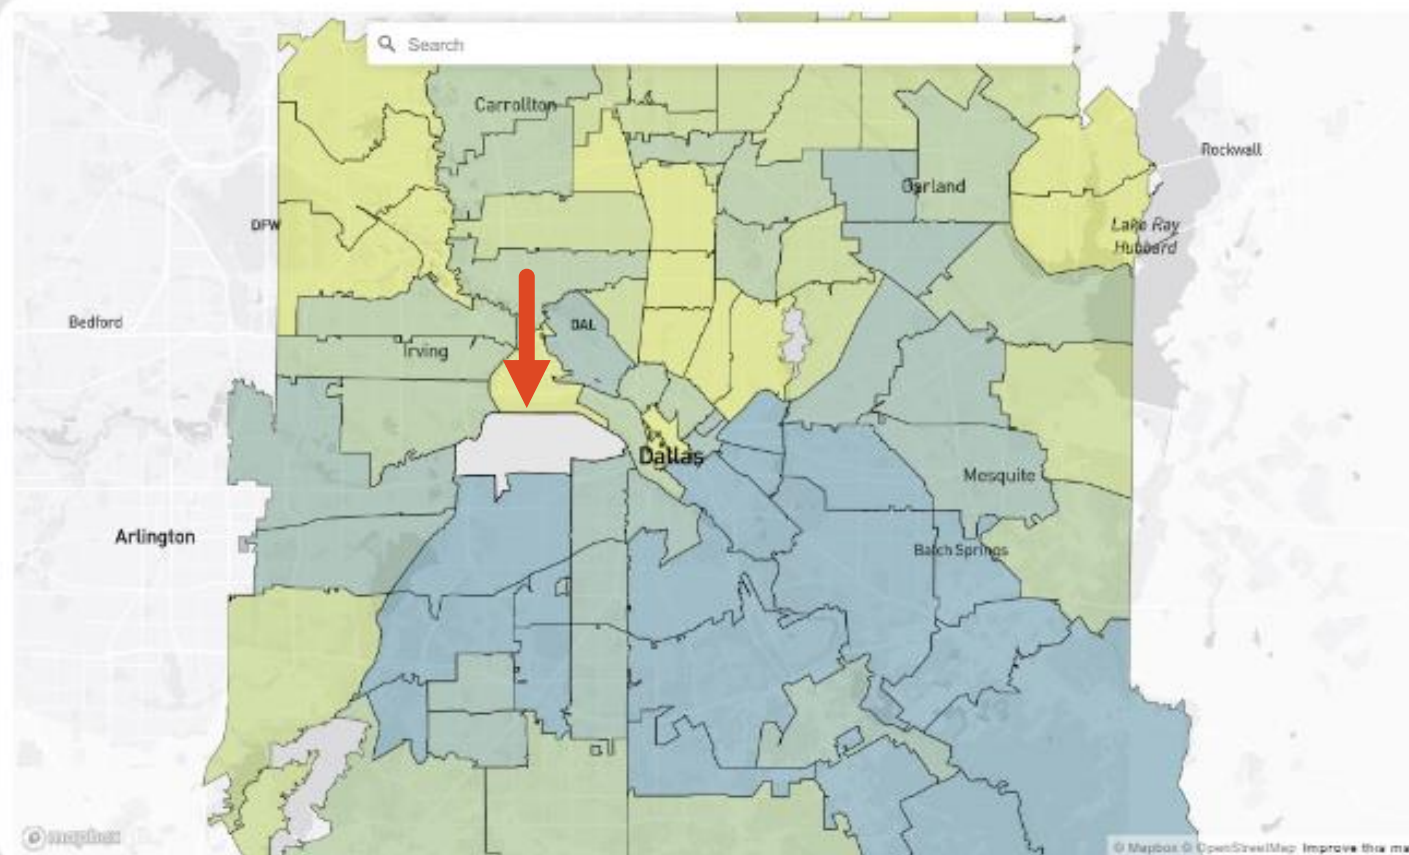 Search
Carrollton
Rockwall
Garland
DFW
Lake Ray
Hubbard
Bedford
DAL
Irving
Dallas
Mesquite
Arlington
Balch Springs
mapbox
© Mapbox © OpenStreetMap Improve this ma